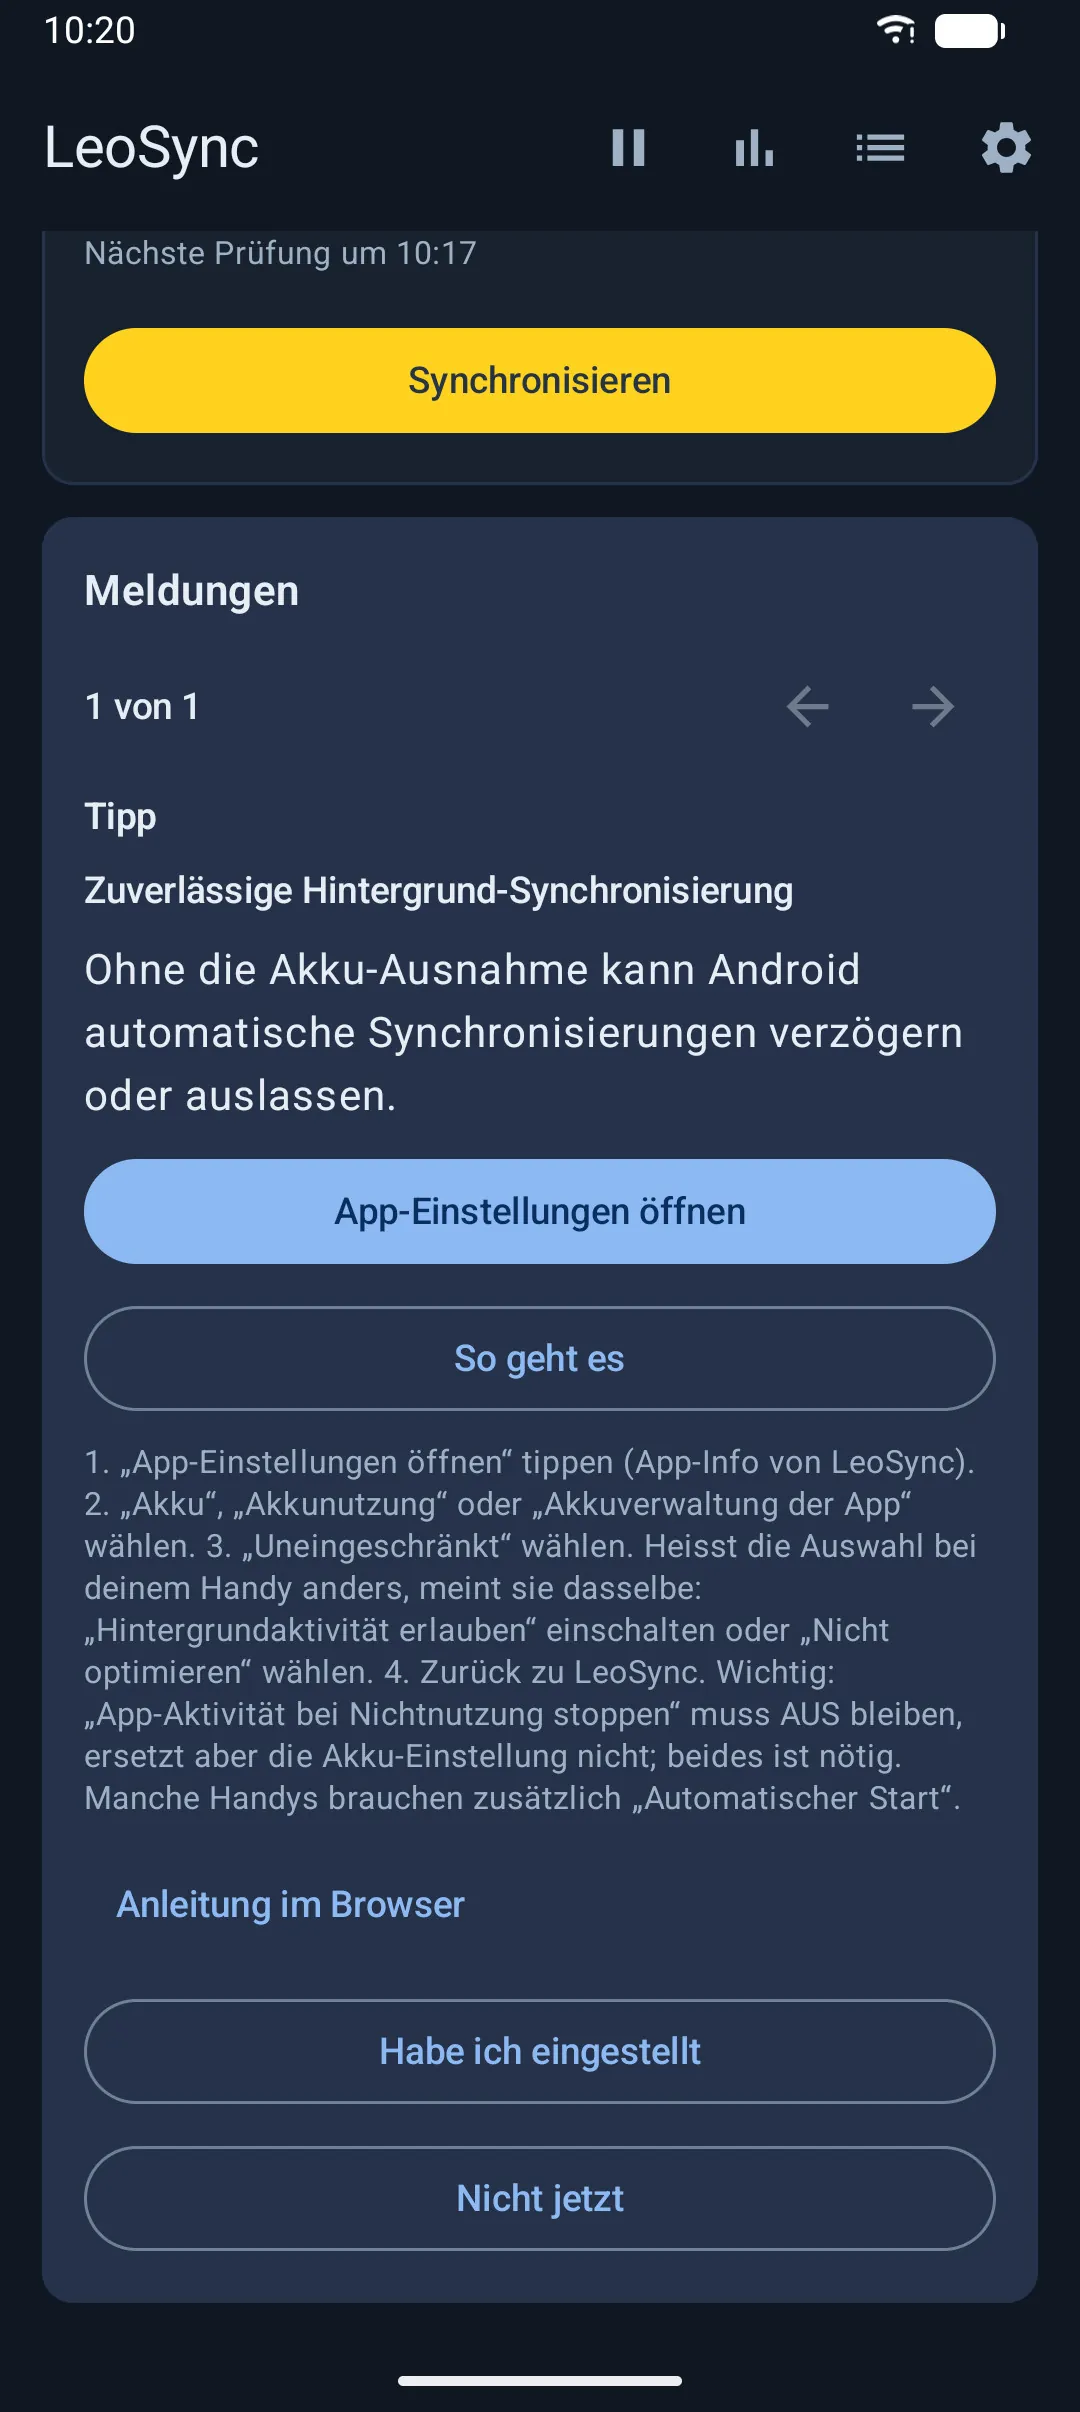 10:20
LeoSync
Nächste Prüfung um 10:17
Synchronisieren
Meldungen
1 von 1
Tipp
Zuverlässige Hintergrund-Synchronisierung
Ohne die Akku-Ausnahme kann Android
automatische Synchronisierungen verzögern
oder auslassen.
App-Einstellungen öffnen
So geht es
1. „App-Einstellungen öffnen“ tippen (App-Info von LeoSync).
2. „Akku“, „Akkunutzung“ oder „Akkuverwaltung der App“
wählen. 3. „Uneingeschränkt“ wählen. Heisst die Auswahl bei
deinem Handy anders, meint sie dasselbe:
„Hintergrundaktivität erlauben“ einschalten oder „Nicht
optimieren“ wählen. 4. Zurück zu LeoSync. Wichtig:
„App-Aktivität bei Nichtnutzung stoppen“ muss AUS bleiben,
ersetzt aber die Akku-Einstellung nicht; beides ist nötig.
Manche Handys brauchen zusätzlich „Automatischer Start“.
Anleitung im Browser
Habe ich eingestellt
Nicht jetzt